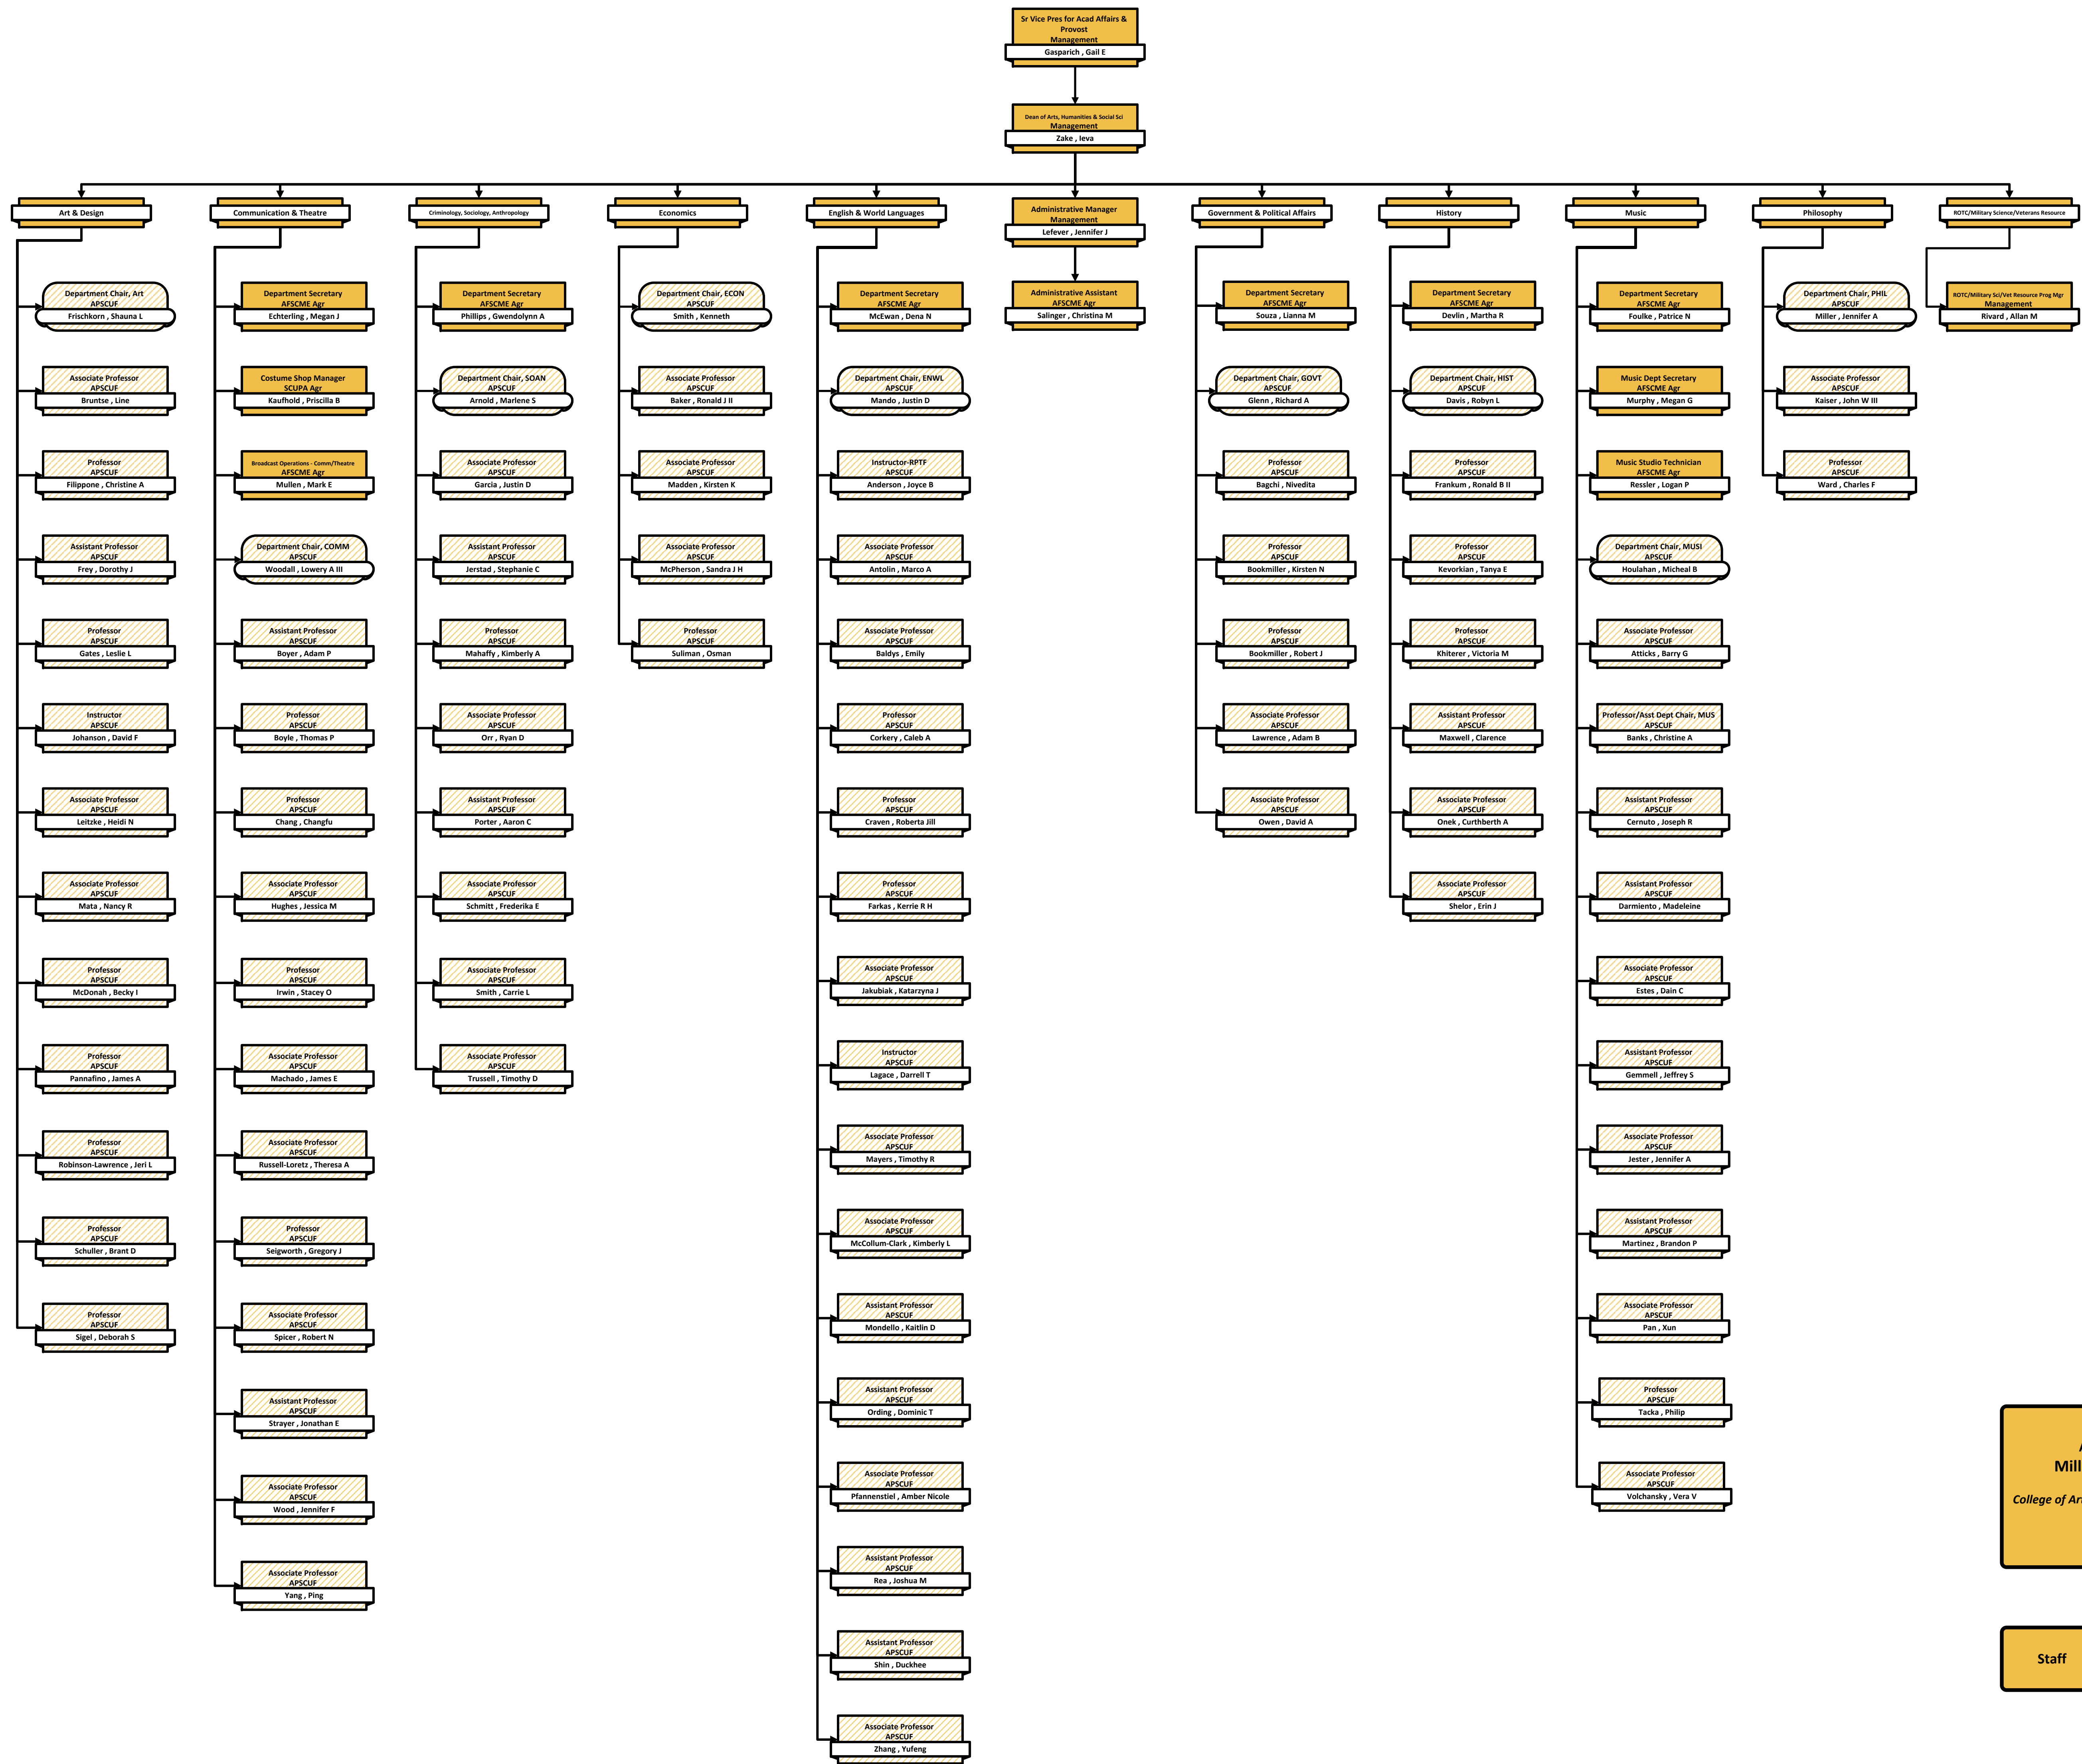 Sr Vice Pres for Acad Affairs &
Provost
Management
Gasparich , Gail E
Dean of Arts, Humanities & Social Sci
Management
Zake , Ieva
Art & Design
Communication & Theatre
Criminology, Sociology, Anthropology
Economics
English & World Languages
Administrative Manager
Management
Lefever , Jennifer J
Government & Political Affairs
History
Music
Philosophy
ROTC/Military Science/Veterans Resource
Department Chair, Art
APSCUF
Frischkorn , Shauna L
Associate Professor
APSCUF
Bruntse , Line
Professor
APSCUF
Filippone , Christine A
Assistant Professor
APSCUF
Frey , Dorothy J
Professor
APSCUF
Gates , Leslie L
Instructor
APSCUF
Johanson , David F
Associate Professor
APSCUF
Leitzke , Heidi N
Associate Professor
APSCUF
Mata , Nancy R
Professor
APSCUF
McDonah , Becky I
Professor
APSCUF
Pannafino , James A
Professor
APSCUF
Robinson-Lawrence , Jeri L
Professor
APSCUF
Schuller , Brant D
Professor
APSCUF
Sigel , Deborah S
Department Secretary
AFSCME Agr
Echterling , Megan J
Costume Shop Manager
SCUPA Agr
Kaufhold , Priscilla B
Broadcast Operations - Comm/Theatre
AFSCME Agr
Mullen , Mark E
Department Chair, COMM
APSCUF
Woodall , Lowery A III
Assistant Professor
APSCUF
Boyer , Adam P
Professor
APSCUF
Boyle , Thomas P
Professor
APSCUF
Chang , Changfu
Associate Professor
APSCUF
Hughes , Jessica M
Professor
APSCUF
Irwin , Stacey O
Associate Professor
APSCUF
Machado , James E
Associate Professor
APSCUF
Russell-Loretz , Theresa A
Professor
APSCUF
Seigworth , Gregory J
Associate Professor
APSCUF
Spicer , Robert N
Assistant Professor
APSCUF
Strayer , Jonathan E
Associate Professor
APSCUF
Wood , Jennifer F
Associate Professor
APSCUF
Yang , Ping
Department Secretary
AFSCME Agr
Phillips , Gwendolynn A
Department Chair, SOAN
APSCUF
Arnold , Marlene S
Associate Professor
APSCUF
Garcia , Justin D
Assistant Professor
APSCUF
Jerstad , Stephanie C
Professor
APSCUF
Mahaffy , Kimberly A
Associate Professor
APSCUF
Orr , Ryan D
Assistant Professor
APSCUF
Porter , Aaron C
Associate Professor
APSCUF
Schmitt , Frederika E
Associate Professor
APSCUF
Smith , Carrie L
Associate Professor
APSCUF
Trussell , Timothy D
Department Chair, ECON
APSCUF
Smith , Kenneth
Associate Professor
APSCUF
Baker , Ronald J II
Associate Professor
APSCUF
Madden , Kirsten K
Associate Professor
APSCUF
McPherson , Sandra J H
Professor
APSCUF
Suliman , Osman
Department Secretary
AFSCME Agr
McEwan , Dena N
Department Chair, ENWL
APSCUF
Mando , Justin D
Instructor-RPTF
APSCUF
Anderson , Joyce B
Associate Professor
APSCUF
Antolin , Marco A
Associate Professor
APSCUF
Baldys , Emily
Professor
APSCUF
Corkery , Caleb A
Professor
APSCUF
Craven , Roberta Jill
Professor
APSCUF
Farkas , Kerrie R H
Associate Professor
APSCUF
Jakubiak , Katarzyna J
Instructor
APSCUF
Lagace , Darrell T
Associate Professor
APSCUF
Mayers , Timothy R
Associate Professor
APSCUF
McCollum-Clark , Kimberly L
Assistant Professor
APSCUF
Mondello , Kaitlin D
Assistant Professor
APSCUF
Ording , Dominic T
Associate Professor
APSCUF
Pfannenstiel , Amber Nicole
Assistant Professor
APSCUF
Rea , Joshua M
Assistant Professor
APSCUF
Shin , Duckhee
Associate Professor
APSCUF
Zhang , Yufeng
Administrative Assistant
AFSCME Agr
Salinger , Christina M
Department Secretary
AFSCME Agr
Souza , Lianna M
Department Chair, GOVT
APSCUF
Glenn , Richard A
Professor
APSCUF
Bagchi , Nivedita
Professor
APSCUF
Bookmiller , Kirsten N
Professor
APSCUF
Bookmiller , Robert J
Associate Professor
APSCUF
Lawrence , Adam B
Associate Professor
APSCUF
Owen , David A
Department Secretary
AFSCME Agr
Devlin , Martha R
Department Chair, HIST
APSCUF
Davis , Robyn L
Professor
APSCUF
Frankum , Ronald B II
Professor
APSCUF
Kevorkian , Tanya E
Professor
APSCUF
Khiterer , Victoria M
Assistant Professor
APSCUF
Maxwell , Clarence
Associate Professor
APSCUF
Onek , Curthberth A
Associate Professor
APSCUF
Shelor , Erin J
Department Secretary
AFSCME Agr
Foulke , Patrice N
Music Dept Secretary
AFSCME Agr
Murphy , Megan G
Music Studio Technician
AFSCME Agr
Ressler , Logan P
Department Chair, MUSI
APSCUF
Houlahan , Micheal B
Associate Professor
APSCUF
Atticks , Barry G
Professor/Asst Dept Chair, MUS
APSCUF
Banks , Christine A
Assistant Professor
APSCUF
Cernuto , Joseph R
Assistant Professor
APSCUF
Darmiento , Madeleine
Associate Professor
APSCUF
Estes , Dain C
Assistant Professor
APSCUF
Gemmell , Jeffrey S
Associate Professor
APSCUF
Jester , Jennifer A
Assistant Professor
APSCUF
Martinez , Brandon P
Associate Professor
APSCUF
Pan , Xun
Professor
APSCUF
Tacka , Philip
Associate Professor
APSCUF
Volchansky , Vera V
Department Chair, PHIL
APSCUF
Miller , Jennifer A
Associate Professor
APSCUF
Kaiser , John W III
Professor
APSCUF
Ward , Charles F
ROTC/Military Sci/Vet Resource Prog Mgr
Management
Rivard , Allan M
Mill
College of Ar
Staff